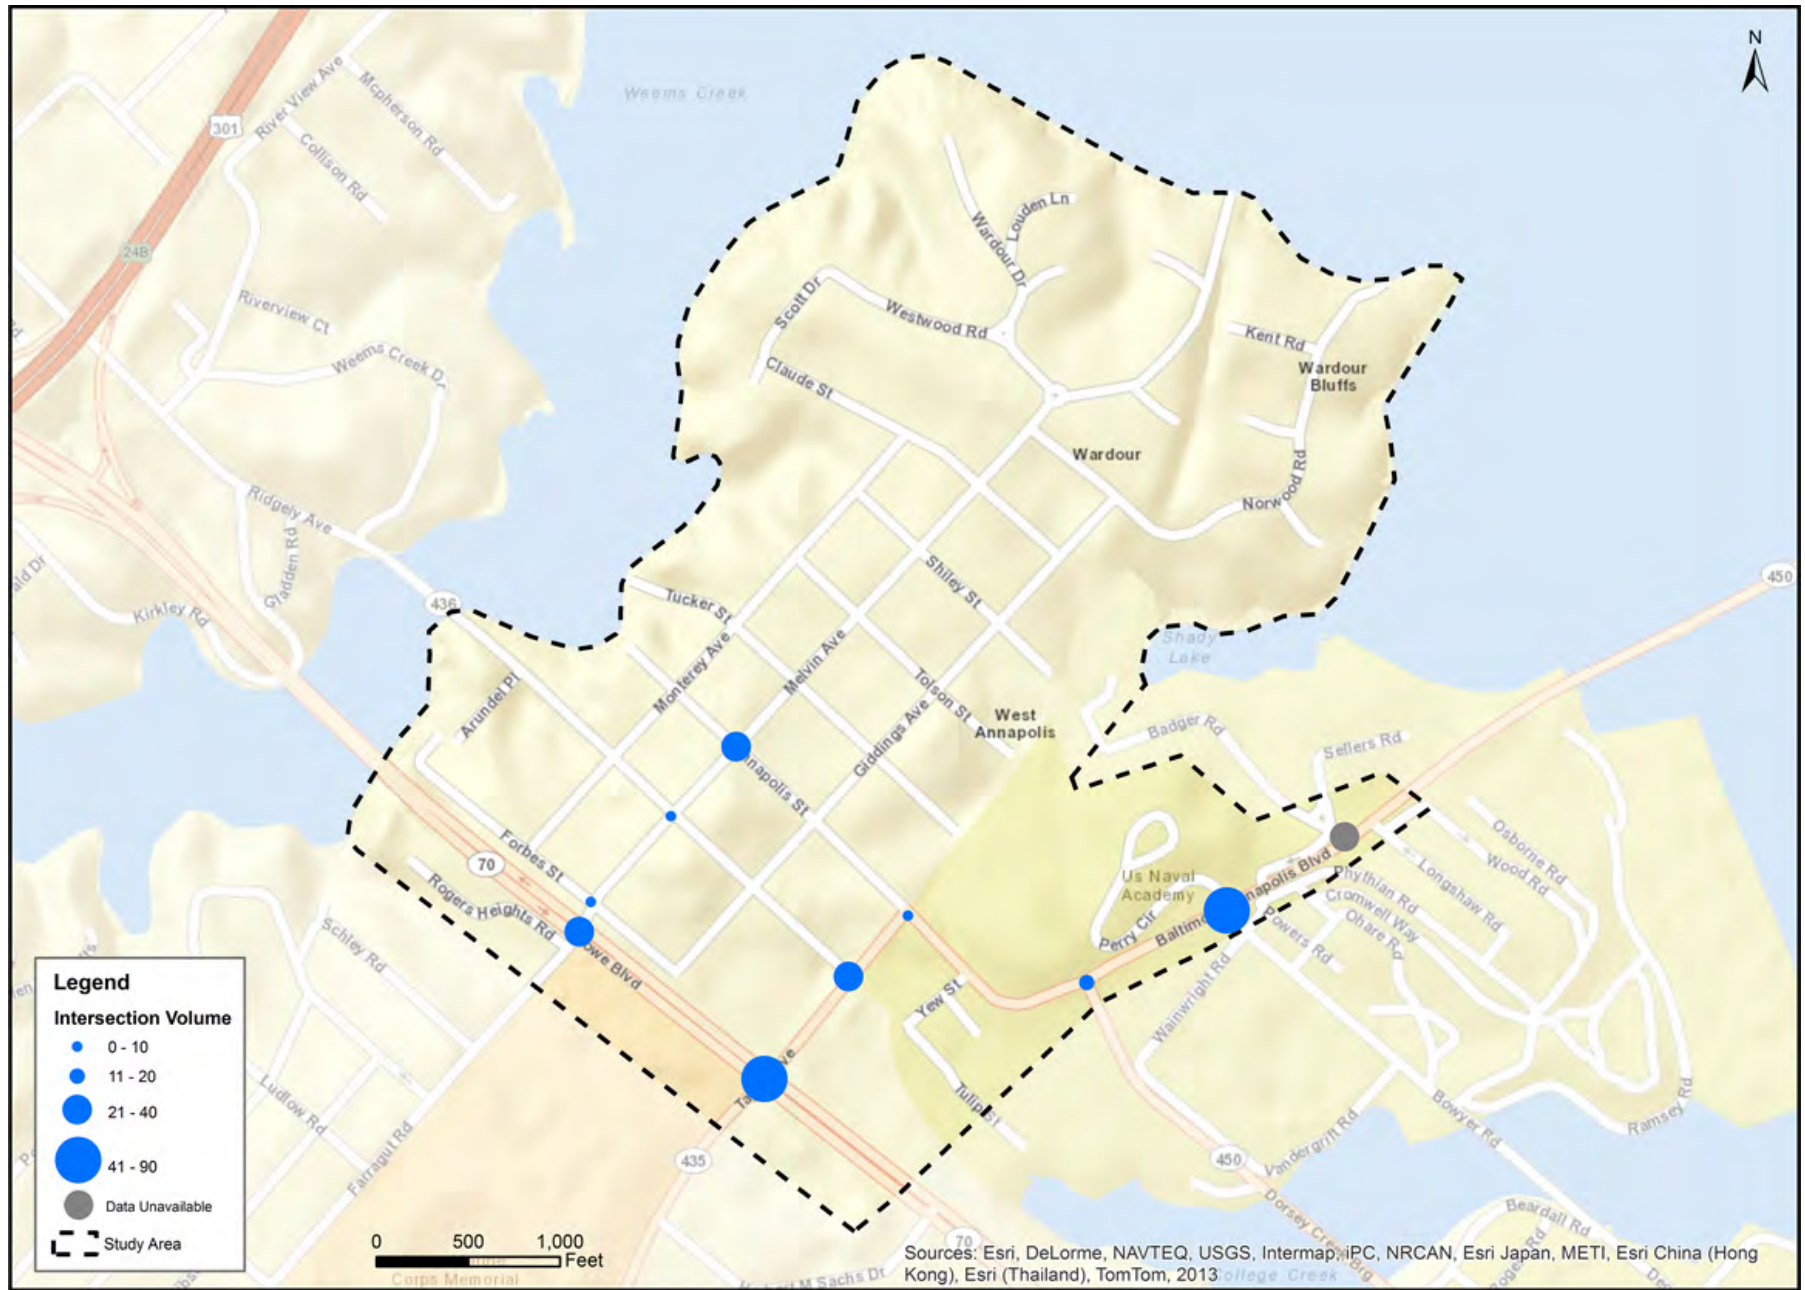 N
Weems Creek
River View Ave
Mcpherson Rd
301
Collison Rd
24B
Louden Ln
Wardour Dr
Scott Dr
Westwood Rd
Riverview Ct
Weems Creek Dr
Kent Rd
Wardour
Bluffs
Claude St
Wardour
Ridgely Ave
Norwood Rd
Gladden Rd
Kirkley Rd
436
450
Shiley St
Tucker St
Shady
Lake
Monterey Ave
Melvin Ave
Tolson St
Arundel Pl
West
Annapolis
Badger Rd
Giddings Ave
Sellers Rd
nnapolis St
Forbes St
70
Rogers Heights Rd
Us Naval
Academy
nnapolis Blvd
Osborne Rd
Wood Rd
Longshaw Rd
Phythian Rd
Cromwell Way
Ohare Rd
Powers Rd
Perry Cir
Baltimo
Schley Rd
owe Blvd
Wainwright Rd
Yew St
Tulip St
Ludlow Rd
Farragut Rd
435
450
Bowyer Rd
Vandergrift Rd
Ramsey Rd
Beardall Rd
70
Corps Memorial
College Creek
Legend
Intersection Volume
0 - 10
11 - 20
21 - 40
41 - 90
Data Unavailable
Study Area
0 500 1,000
Feet
Sources: Esri, DeLorme, NAVTEQ, USGS, Intermap, iPC, NRCAN, Esri Japan, METI, Esri China (Hong
Kong), Esri (Thailand), TomTom, 2013